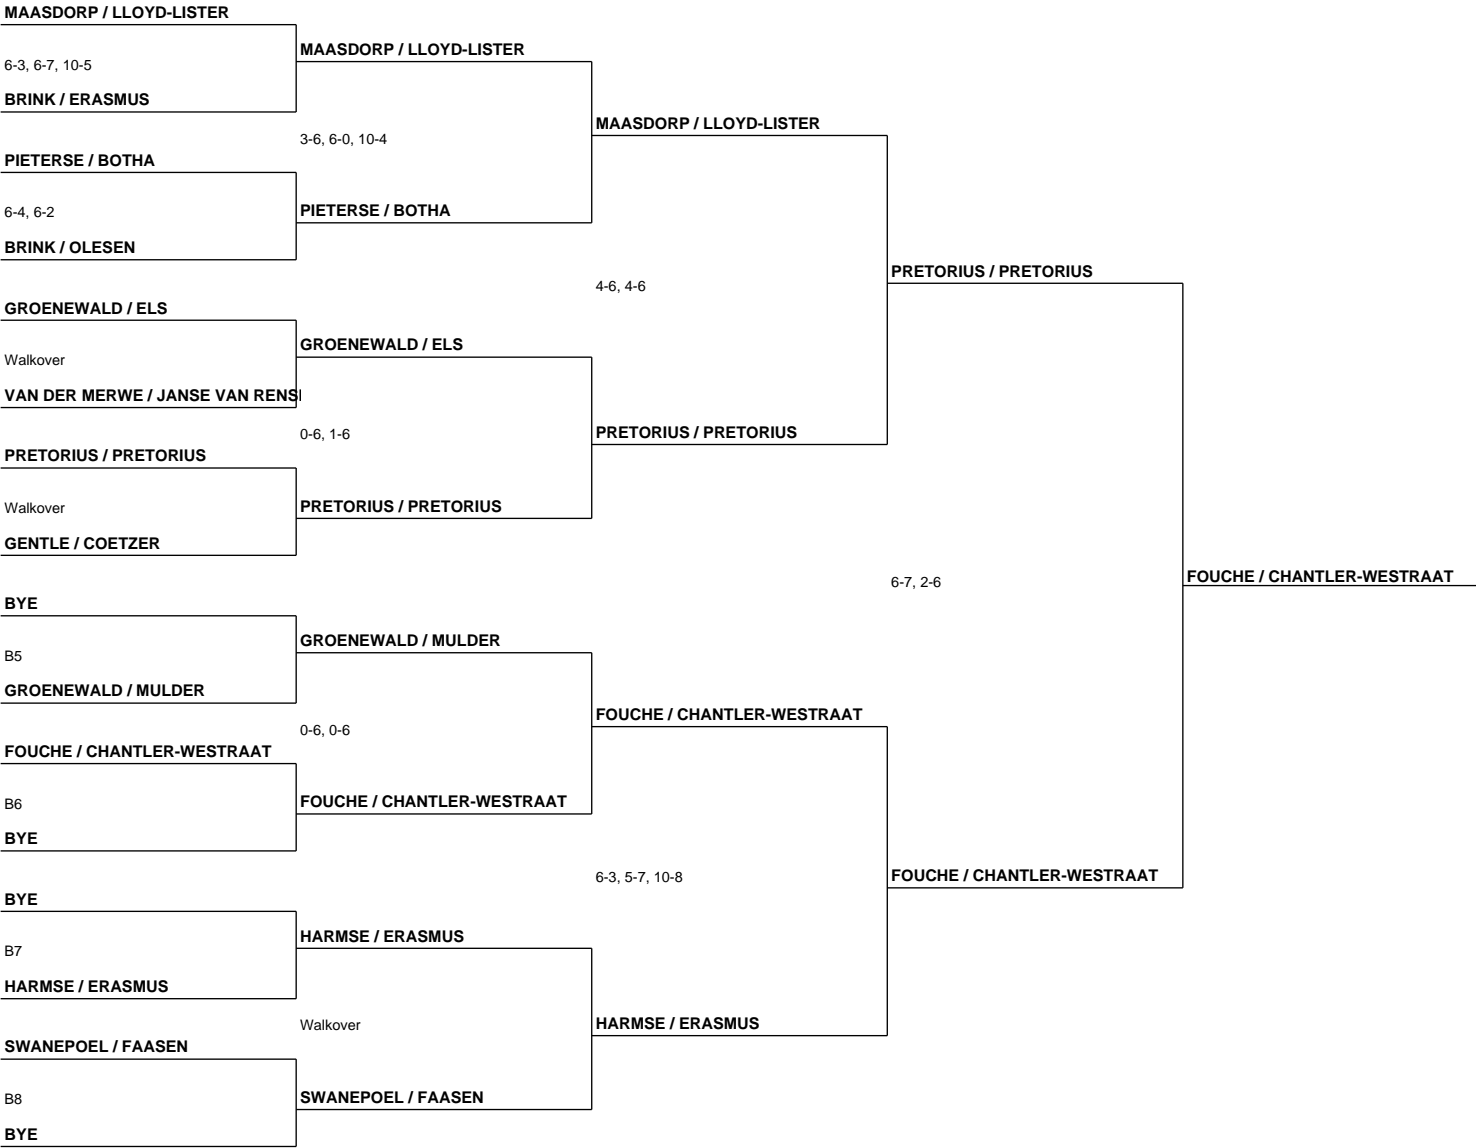 MAASDORP / LLOYD-LISTER
6-3, 6-7, 10-5
BRINK / ERASMUS
PIETERSE / BOTHA
6-4, 6-2
BRINK / OLESEN
GROENEWALD / ELS
Walkover
VAN DER MERWE / JANSE VAN RENS
PRETORIUS / PRETORIUS
Walkover
GENTLE / COETZER
BYE
B5
GROENEWALD / MULDER
FOUCHE / CHANTLER-WESTRAAT
B6
BYE
BYE
B7
HARMSE / ERASMUS
SWANEPOEL / FAASEN
B8
BYE
MAASDORP / LLOYD-LISTER
3-6, 6-0, 10-4
PIETERSE / BOTHA
GROENEWALD / ELS
0-6, 1-6
PRETORIUS / PRETORIUS
GROENEWALD / MULDER
0-6, 0-6
FOUCHE / CHANTLER-WESTRAAT
HARMSE / ERASMUS
Walkover
SWANEPOEL / FAASEN
MAASDORP / LLOYD-LISTER
4-6, 4-6
PRETORIUS / PRETORIUS
FOUCHE / CHANTLER-WESTRAAT
6-3, 5-7, 10-8
HARMSE / ERASMUS
PRETORIUS / PRETORIUS
6-7, 2-6
FOUCHE / CHANTLER-WESTRAAT
FOUCHE / CHANTLER-WESTRAAT